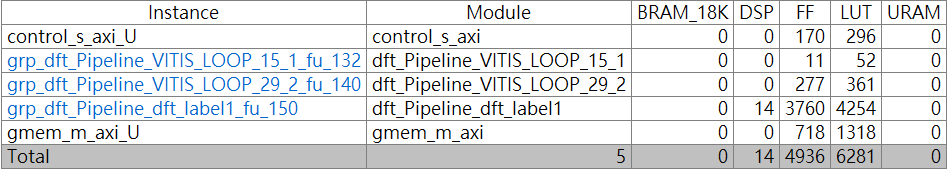 Instance Module BRAM_18K DSP FF LUT URAM
control_s_axi_U control_s_axi 0 0 170 296 0
grp_dft_Pipeline_VITIS_LOOP_15_1_fu_132 dft_Pipeline_VITIS_LOOP_15_1 0 0 11 52 0
grp_dft_Pipeline_VITIS_LOOP_29_2_fu_140 dft_Pipeline_VITIS_LOOP_29_2 0 0 277 361 0
grp_dft_Pipeline_dft_label1_fu_150 dft_Pipeline_dft_label1 0 14 3760 4254 0
gmem_m_axi_U gmem_m_axi 0 0 718 1318 0
Total 5 0 14 4936 6281 0